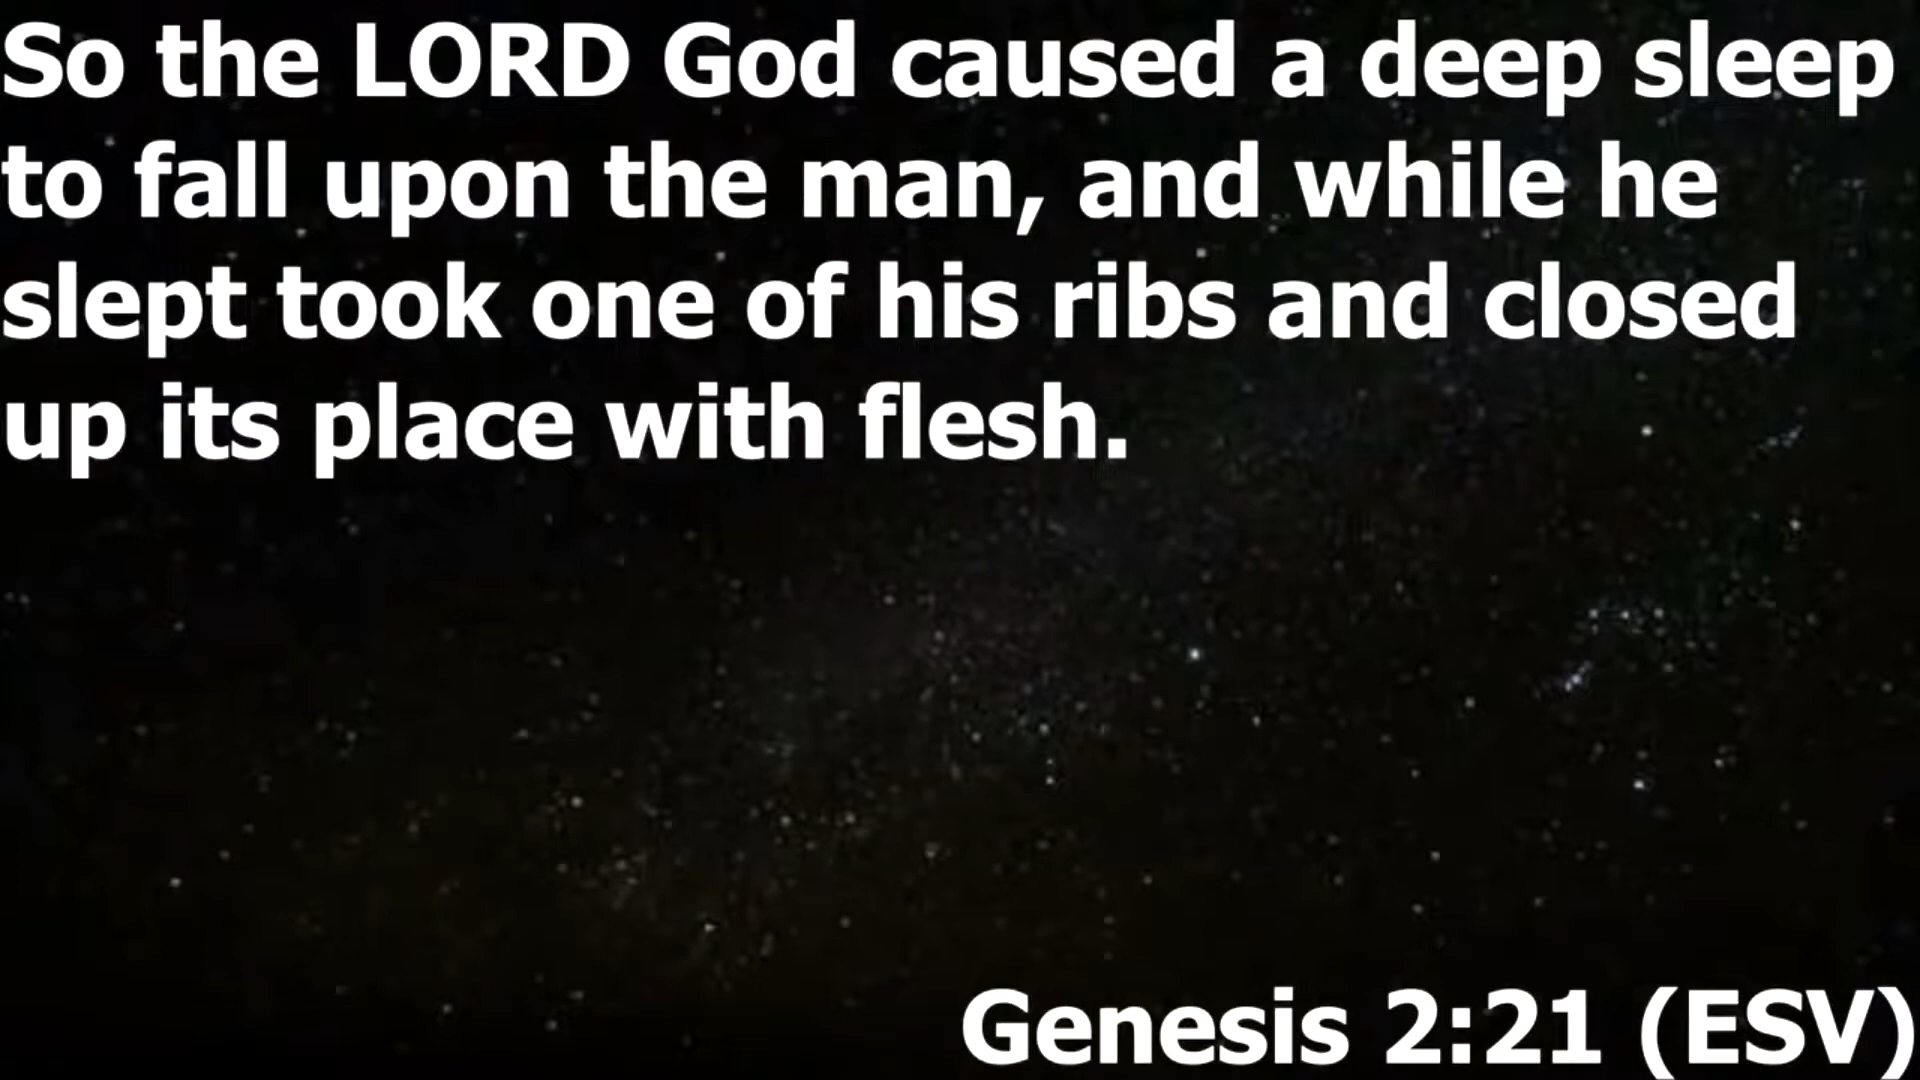 So the LORD God caused a deep sleep
to fall upon the man, and while he
slept took one of his ribs and closed
up its place with flesh.
Genesis 2:21 (ESV)